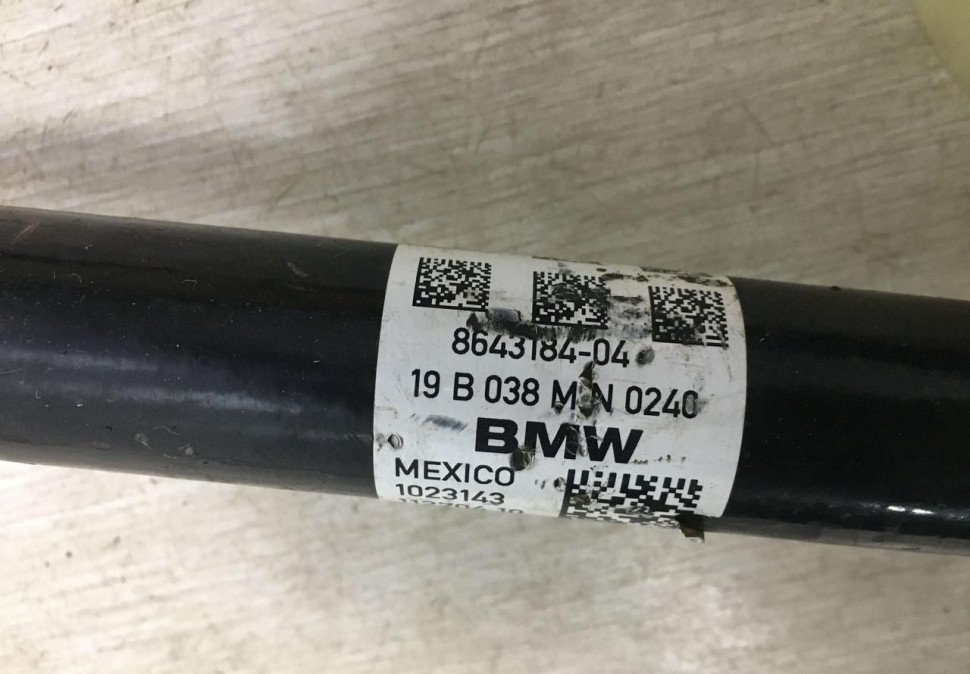 8643184-04
19 B 038 M N 0240
BMW
MEXICO
1023143